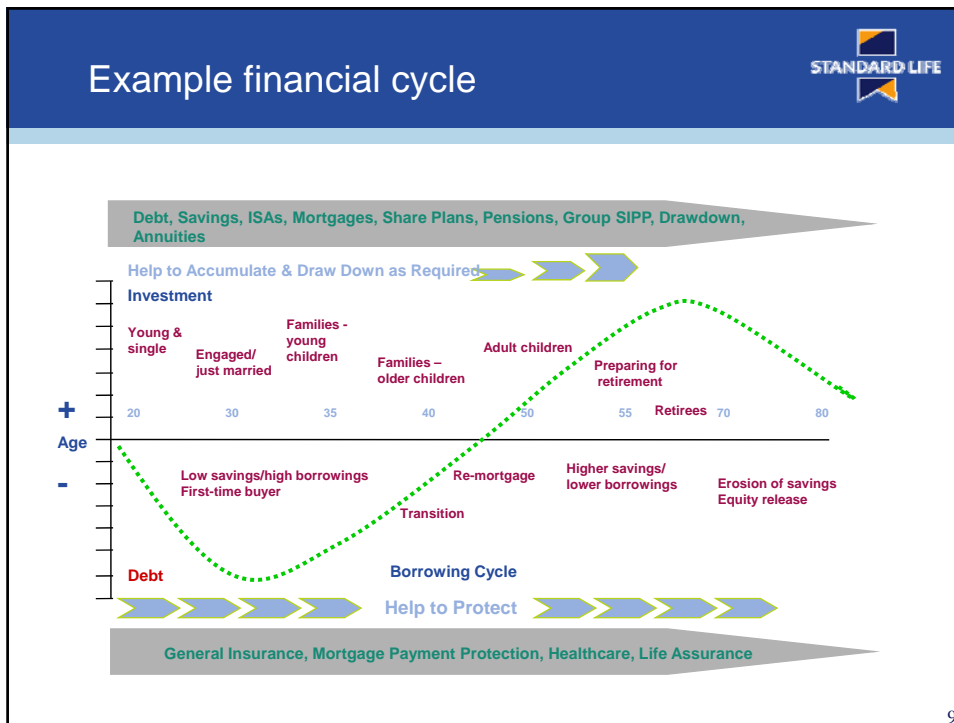 Example financial cycle
STANDARD LIFE
Debt, Savings, ISAs, Mortgages, Share Plans, Pensions, Group SIPP, Drawdown,
Annuities
Help to Accumulate & Draw Down as Required
Investment
Young &
single
Engaged/
just married
Families -
young
children
Families –
older children
Adult children
Preparing for
retirement
Retirees
+
20
30
35
40
50
55
70
80
Age
-
Low savings/high borrowings
First-time buyer
Transition
Re-mortgage
Higher savings/
lower borrowings
Erosion of savings
Equity release
Debt
Borrowing Cycle
Help to Protect
General Insurance, Mortgage Payment Protection, Healthcare, Life Assurance
9